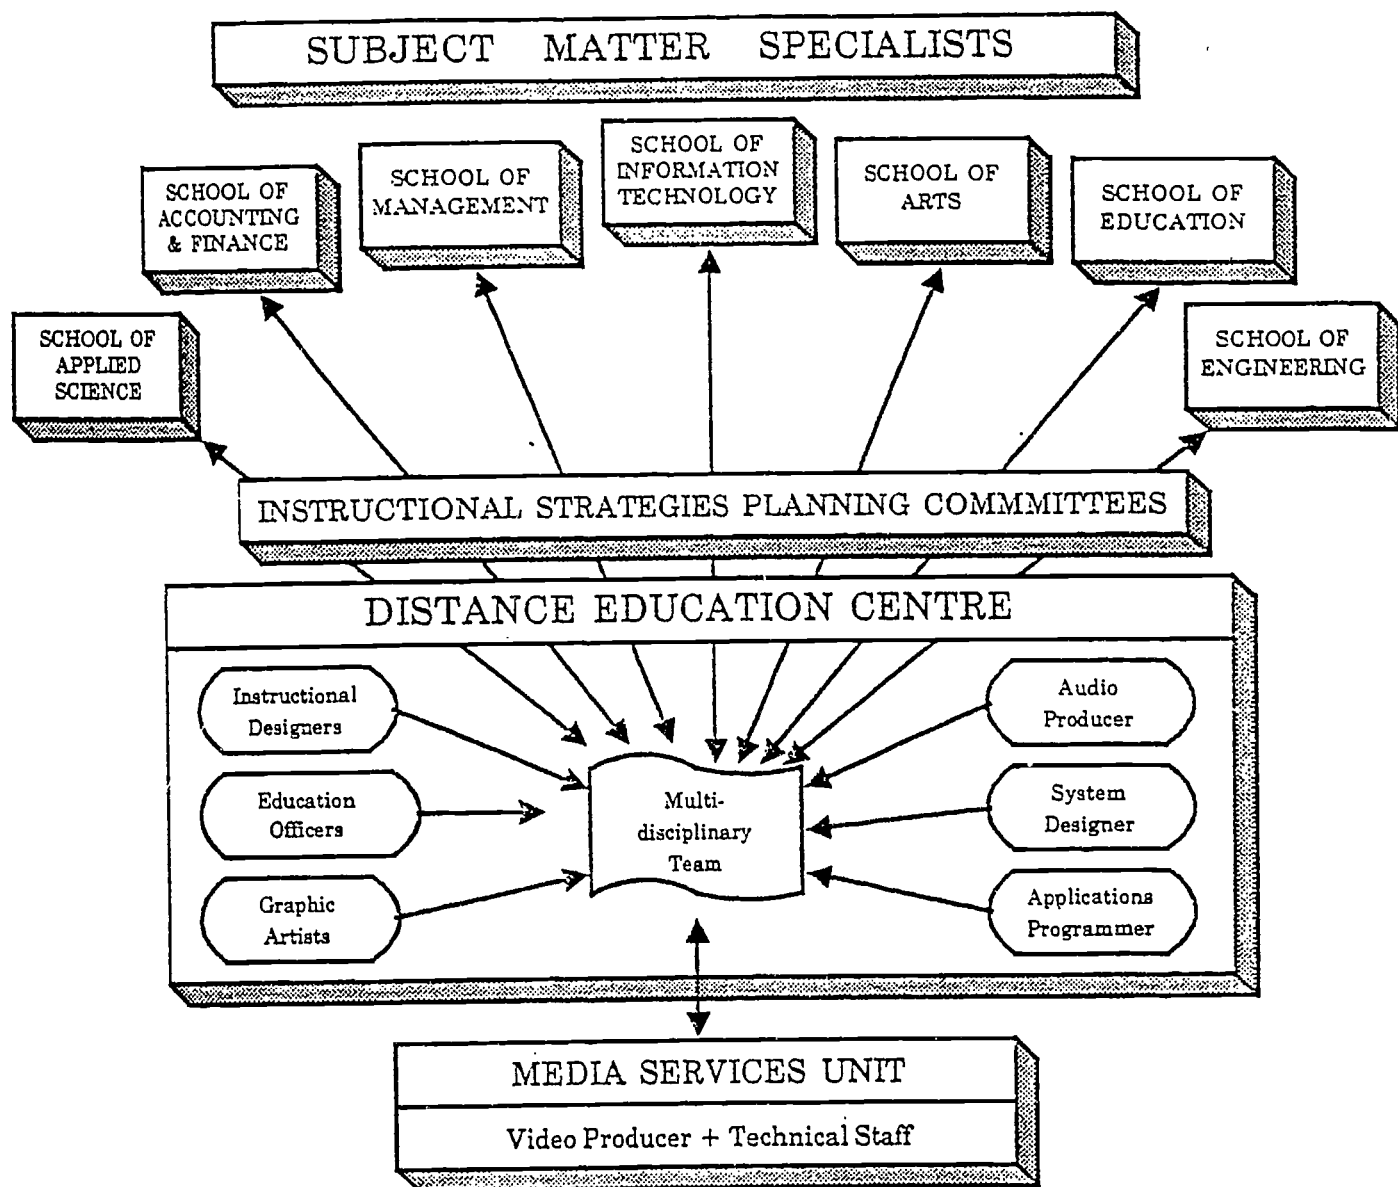 SUBJECT MATTER SPECIALISTS
SCHOOL OF
APPLIED
SCIENCE
SCHOOL OF
ACCOUNTING
& FINANCE
SCHOOL OF
MANAGEMENT
SCHOOL OF
INFORMATION
TECHNOLOGY
SCHOOL OF
ARTS
SCHOOL OF
EDUCATION
SCHOOL OF
ENGINEERING
INSTRUCTIONAL STRATEGIES PLANNING COMMMITTEES
DISTANCE EDUCATION CENTRE
Instructional
Designers
Education
Officers
Graphic
Artists
Multi-
disciplinary
Team
Audio
Producer
System
Designer
Applications
Programmer
MEDIA SERVICES UNIT
Video Producer + Technical Staff